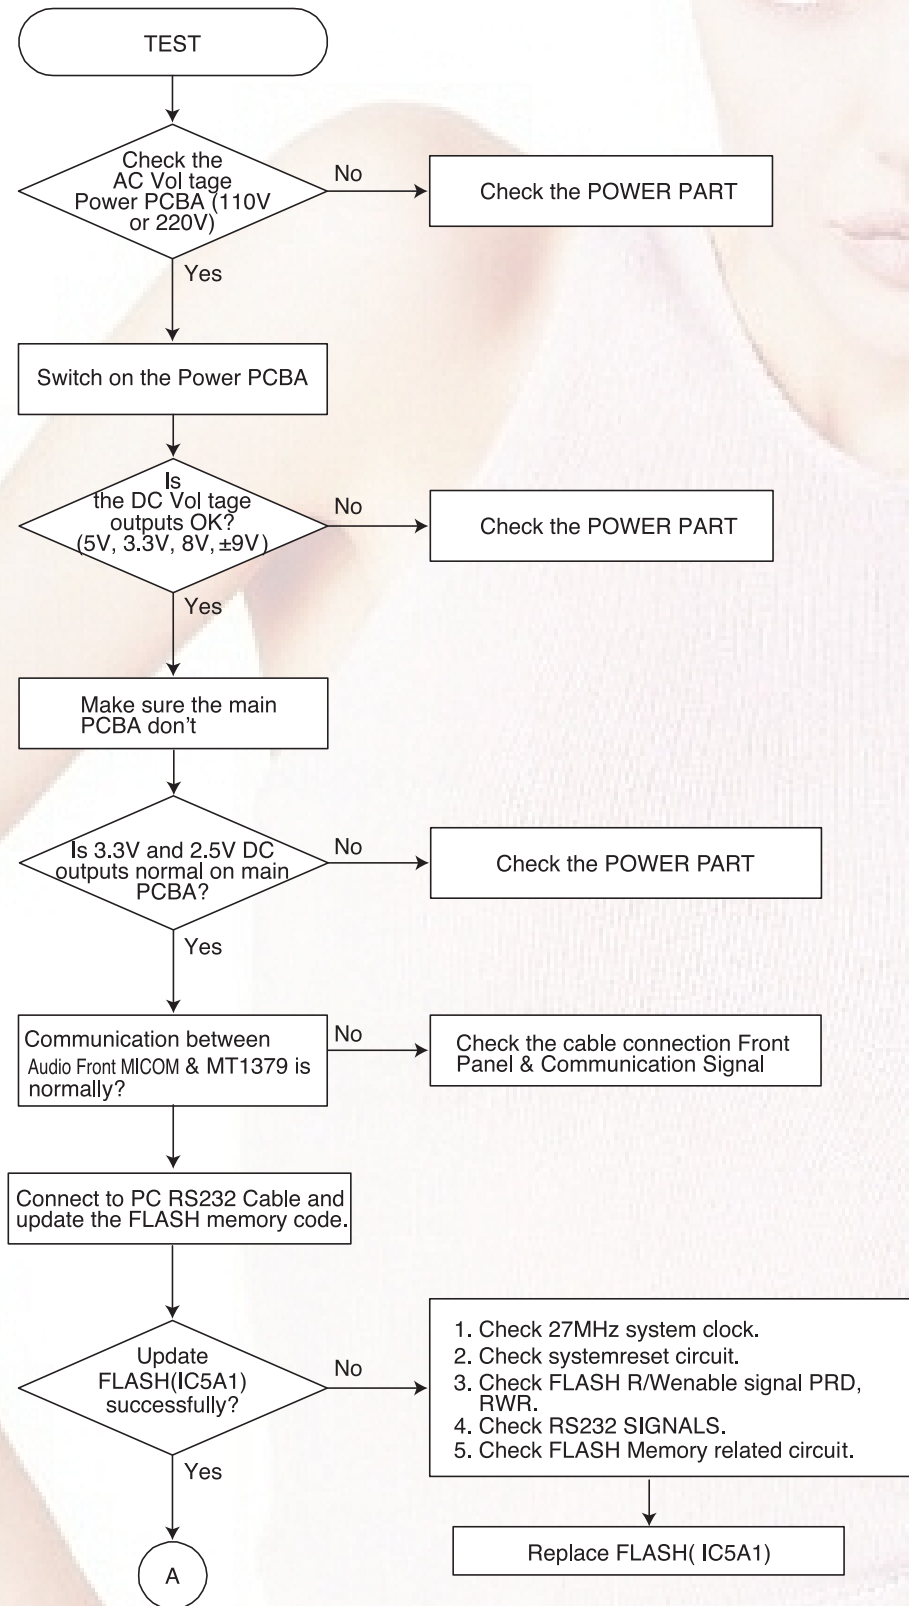 TEST
Check the
AC Vol tage
Power PCBA (110V
or 220V)
No
Check the POWER PART
Yes
Switch on the Power PCBA
Is
the DC Vol tage
outputs OK?
(5V, 3.3V, 8V, ±9V)
No
Check the POWER PART
Yes
Make sure the main
PCBA don't
Is 3.3V and 2.5V DC
outputs normal on main
PCBA?
No
Check the POWER PART
Yes
Communication between
Audio Front MICOM & MT1379 is
normally?
No
Check the cable connection Front
Panel & Communication Signal
Connect to PC RS232 Cable and
update the FLASH memory code.
Update
FLASH(IC5A1)
successfully?
No
1. Check 27MHz system clock.
2. Check systemreset circuit.
3. Check FLASH R/Wenable signal PRD,
RWR.
4. Check RS232 SIGNALS.
5. Check FLASH Memory related circuit.
Yes
Replace FLASH( IC5A1)
A